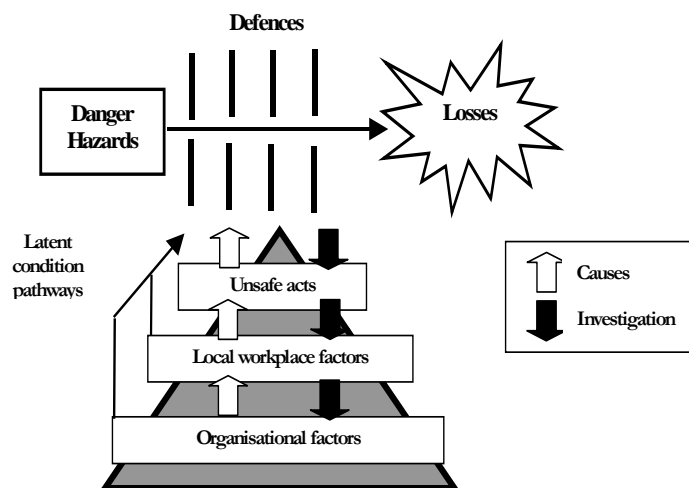 Defences
Danger
Hazards
Losses
Latent
condition
pathways
Unsafe acts
Causes
Investigation
Local workplace factors
Organisational factors